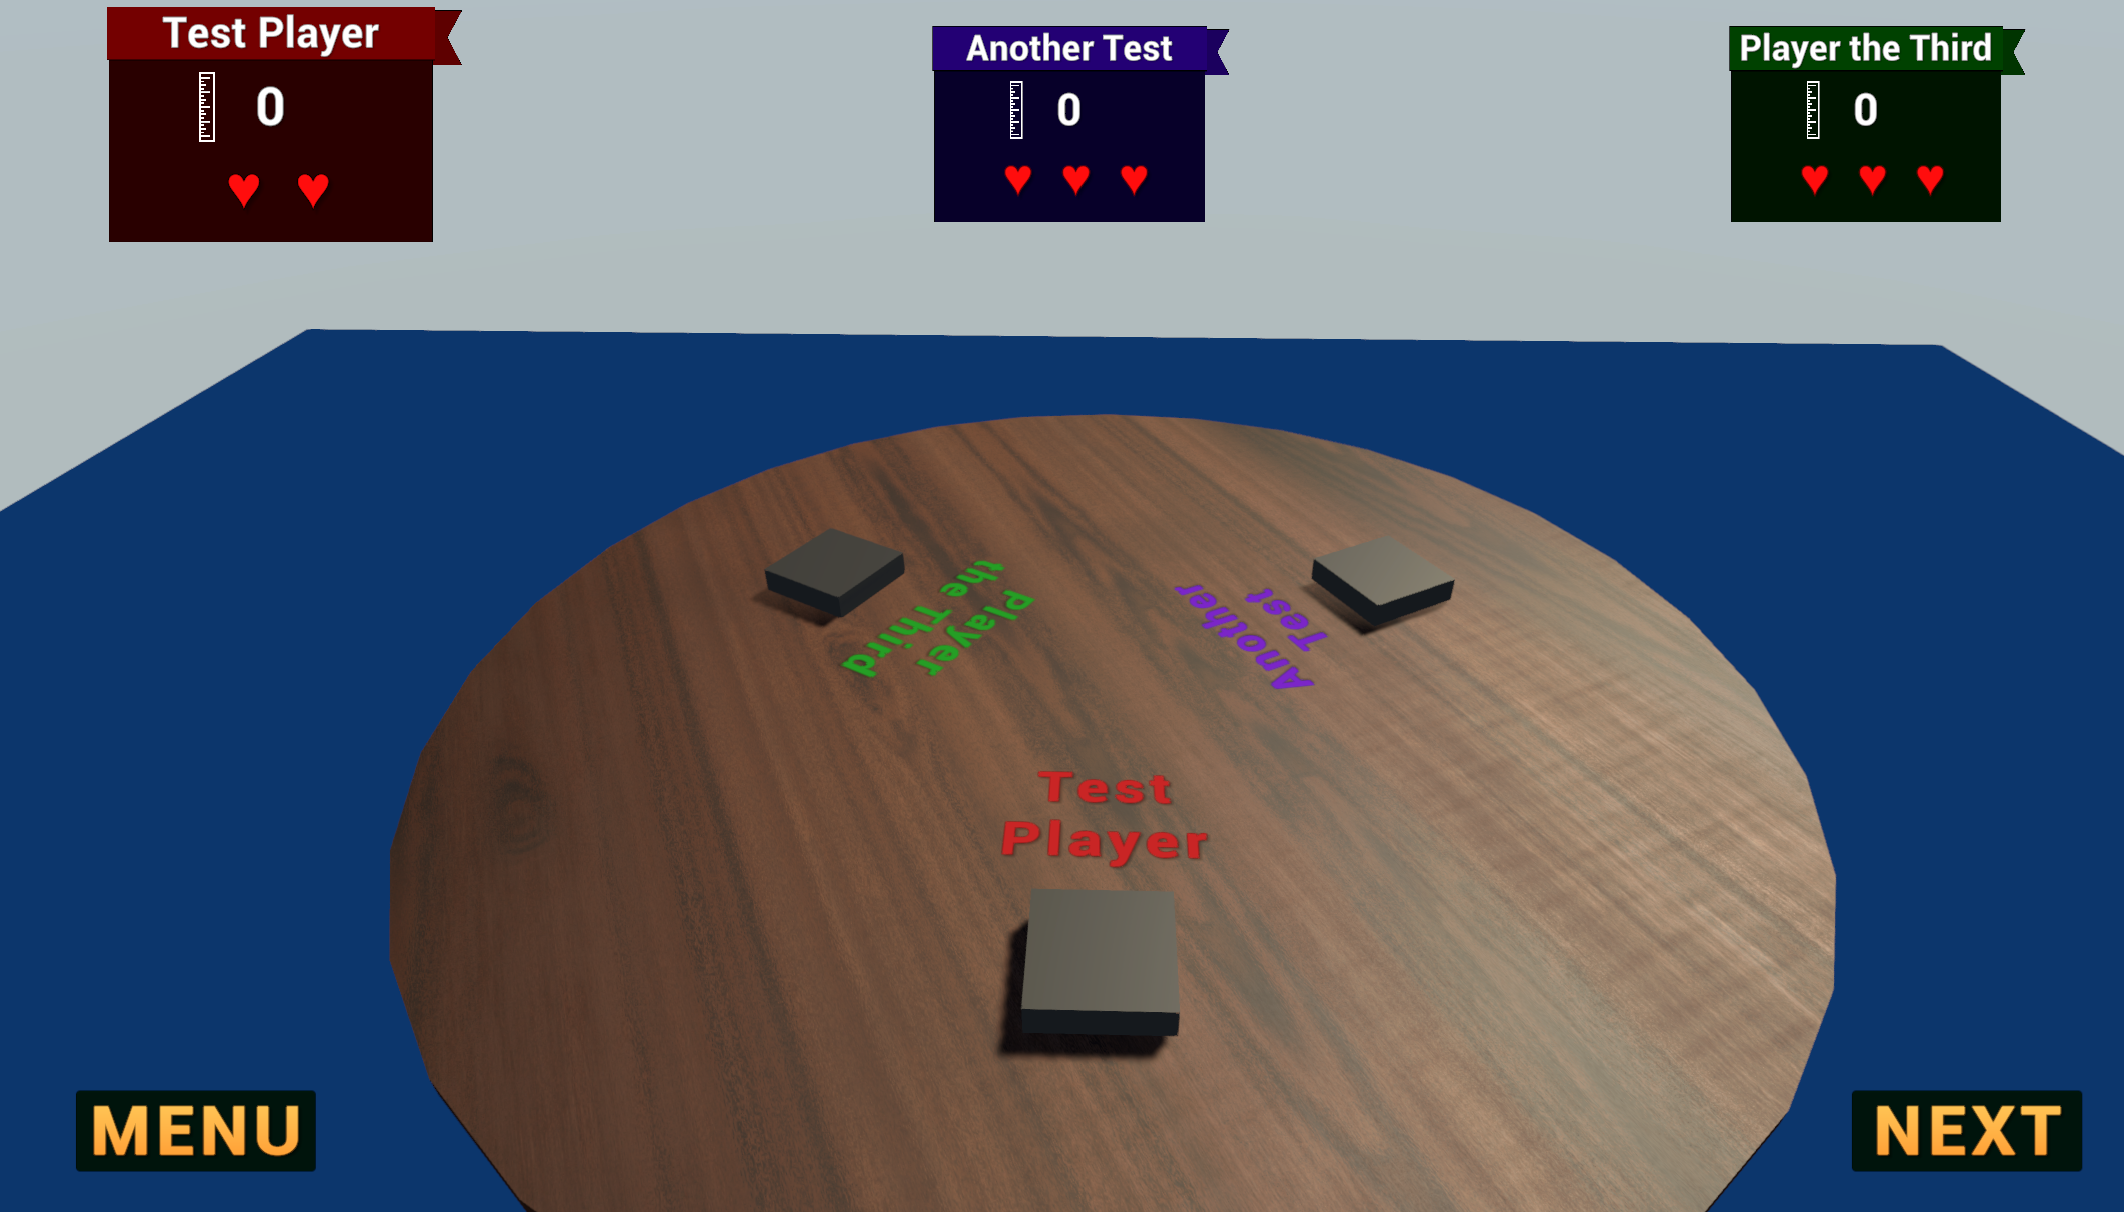 Test Player
0
♥ ♥
Another Test
0
♥ ♥ ♥
Player the Third
0
♥ ♥ ♥
Player
the Third
Another
Test
Test
Player
MENU
NEXT